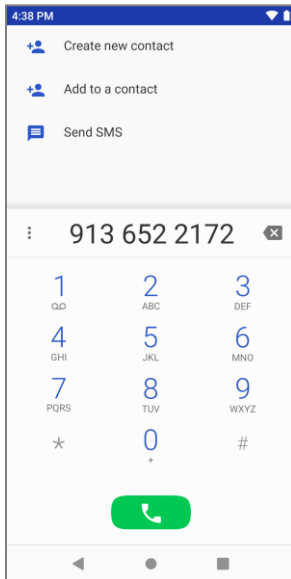 4:38 PM
Create new contact
Add to a contact
Send SMS
913 652 2172
1 2 3
ABC DEF
4 5 6
GHI JKL MNO
7 8 9
PQRS TUV WXYZ
* 0 #
+